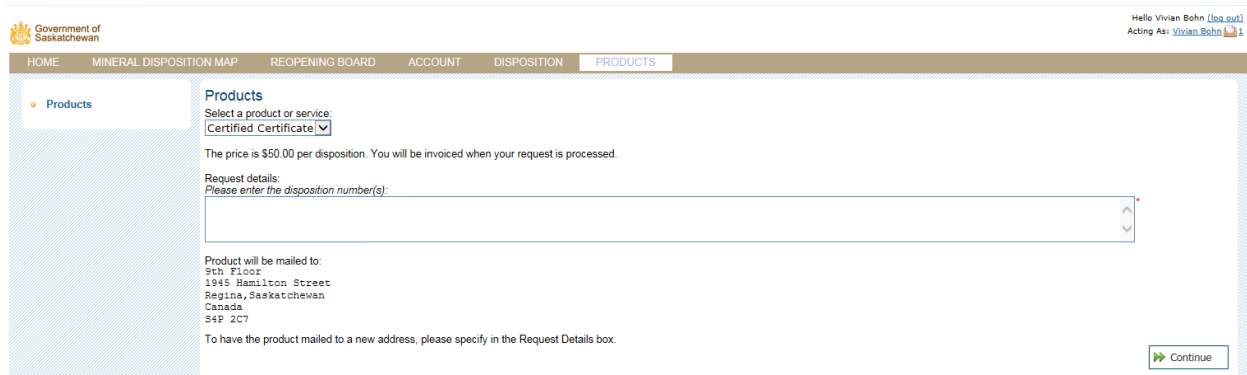 Government of
Saskatchewan
Hello Vivian Bohn (log out)
Acting As: Vivian Bohn 1
HOME MINERAL DISPOSITION MAP REOPENING BOARD ACCOUNT DISPOSITION PRODUCTS
Products
Products
Select a product or service:
Certified Certificate
The price is $50.00 per disposition. You will be invoiced when your request is processed.
Request details:
Please enter the disposition number(s):
*
Product will be mailed to:
9th Floor
1945 Hamilton Street
Regina,Saskatchewan
Canada
S4P 2C7
To have the product mailed to a new address, please specify in the Request Details box.
Continue